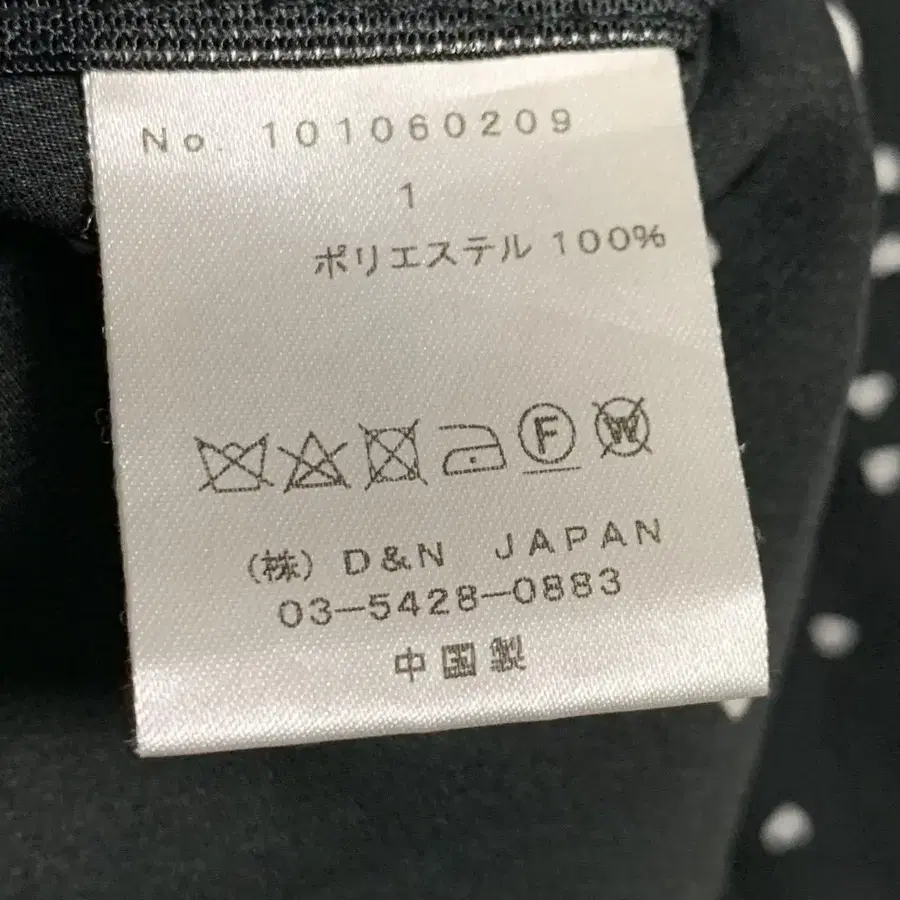 No. 101060209
1
ポリエステル 100%
F W
(株) D&N JAPAN
03-5428-0883
中国製